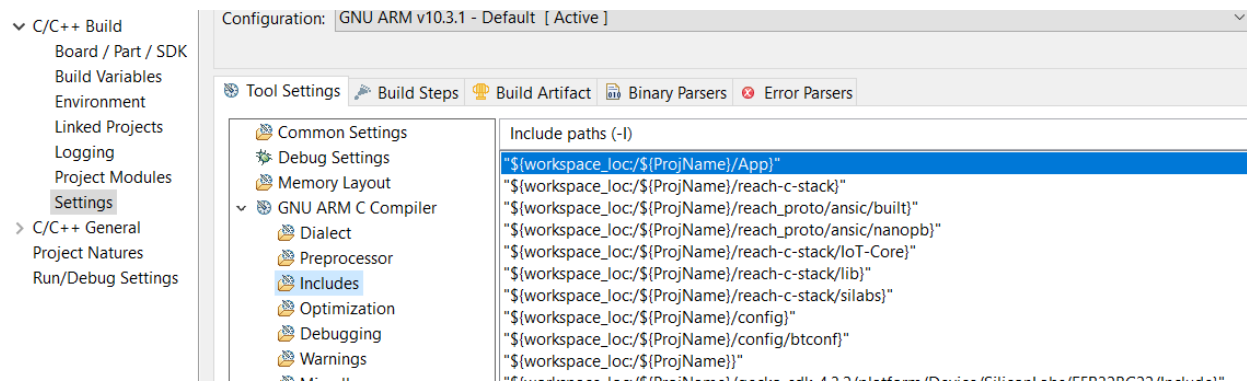 C/C++ Build
Board / Part / SDK
Build Variables
Environment
Linked Projects
Logging
Project Modules
Settings
C/C++ General
Project Natures
Run/Debug Settings
Configuration: GNU ARM v10.3.1 - Default [ Active ]
Tool Settings Build Steps Build Artifact Binary Parsers Error Parsers
Common Settings
Debug Settings
Memory Layout
GNU ARM C Compiler
Dialect
Preprocessor
Includes
Optimization
Debugging
Warnings
Include paths (-I)
"${workspace_loc:/${ProjName}/App}"
"${workspace_loc:/${ProjName}/reach-c-stack}"
"${workspace_loc:/${ProjName}/reach_proto/ansic/built}"
"${workspace_loc:/${ProjName}/reach_proto/ansic/nanopb}"
"${workspace_loc:/${ProjName}/reach-c-stack/IoT-Core}"
"${workspace_loc:/${ProjName}/reach-c-stack/lib}"
"${workspace_loc:/${ProjName}/reach-c-stack/silabs}"
"${workspace_loc:/${ProjName}/config}"
"${workspace_loc:/${ProjName}/config/btconf}"
"${workspace_loc:/${ProjName}}"